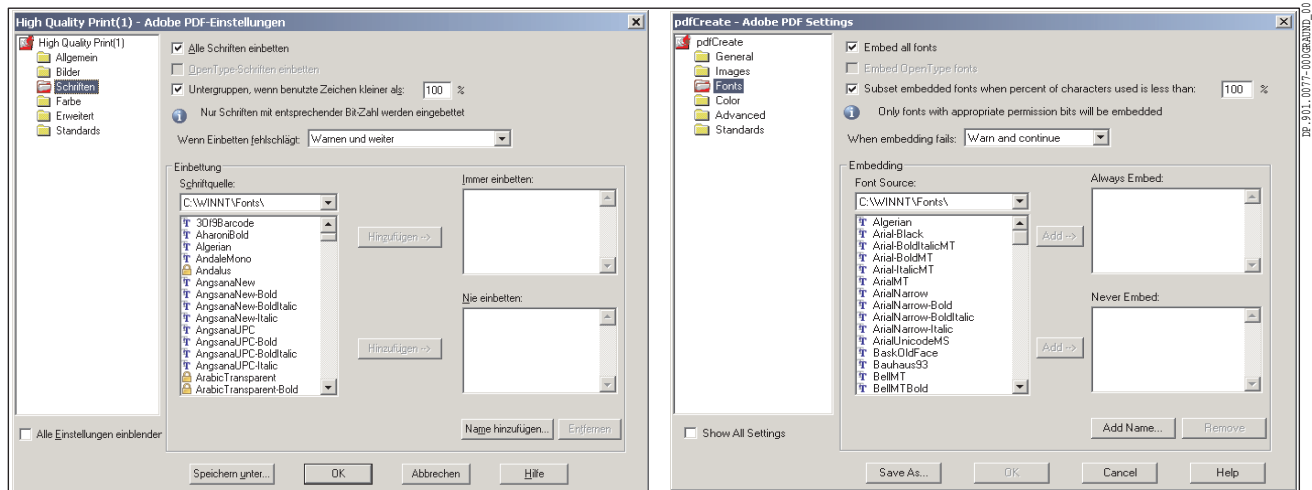 High Quality Print(1) - Adobe PDF-Einstellungen
High Quality Print(1)
Allgemein
Bilder
Schriften
Farbe
Erweitert
Standards
Alle Schriften einbetten
OpenType-Schriften einbetten
Untergruppen, wenn benutzte Zeichen kleiner als: 100 %
Nur Schriften mit entsprechender Bit-Zahl werden eingebettet
Wenn Einbetten fehlschlägt: Warnen und weiter
Einbettung
Schriftquelle:
C:\WINNT\Fonts\
3Of9Barcode
AharoniBold
Algerian
AndaleMono
Andalus
AngsanaNew
AngsanaNew-Bold
AngsanaNew-BoldItalic
AngsanaNew-Italic
AngsanaUPC
AngsanaUPC-Bold
AngsanaUPC-BoldItalic
AngsanaUPC-Italic
ArabicTransparent
ArabicTransparent-Bold
Hinzufügen -->
Hinzufügen -->
Immer einbetten:
Nie einbetten:
Name hinzufügen...
Entfernen
Alle Einstellungen einblender
Speichern unter...
OK
Abbrechen
Hilfe
pdfCreate - Adobe PDF Settings
pdfCreate
General
Images
Fonts
Color
Advanced
Standards
Embed all fonts
Embed OpenType fonts
Subset embedded fonts when percent of characters used is less than: 100 %
Only fonts with appropriate permission bits will be embedded
When embedding fails: Warn and continue
Embedding
Font Source:
C:\WINNT\Fonts\
Algerian
Arial-Black
Arial-BoldItalicMT
Arial-BoldMT
Arial-ItalicMT
ArialMT
ArialNarrow
ArialNarrow-Bold
ArialNarrow-BoldItalic
ArialNarrow-Italic
ArialUnicodeMS
BaskOldFace
Bauhaus93
BellMT
BellMTBold
Add -->
Add -->
Always Embed:
Never Embed:
Add Name...
Remove
Show All Settings
Save As...
OK
Cancel
Help
DP.901.0077-000GRAUND_00